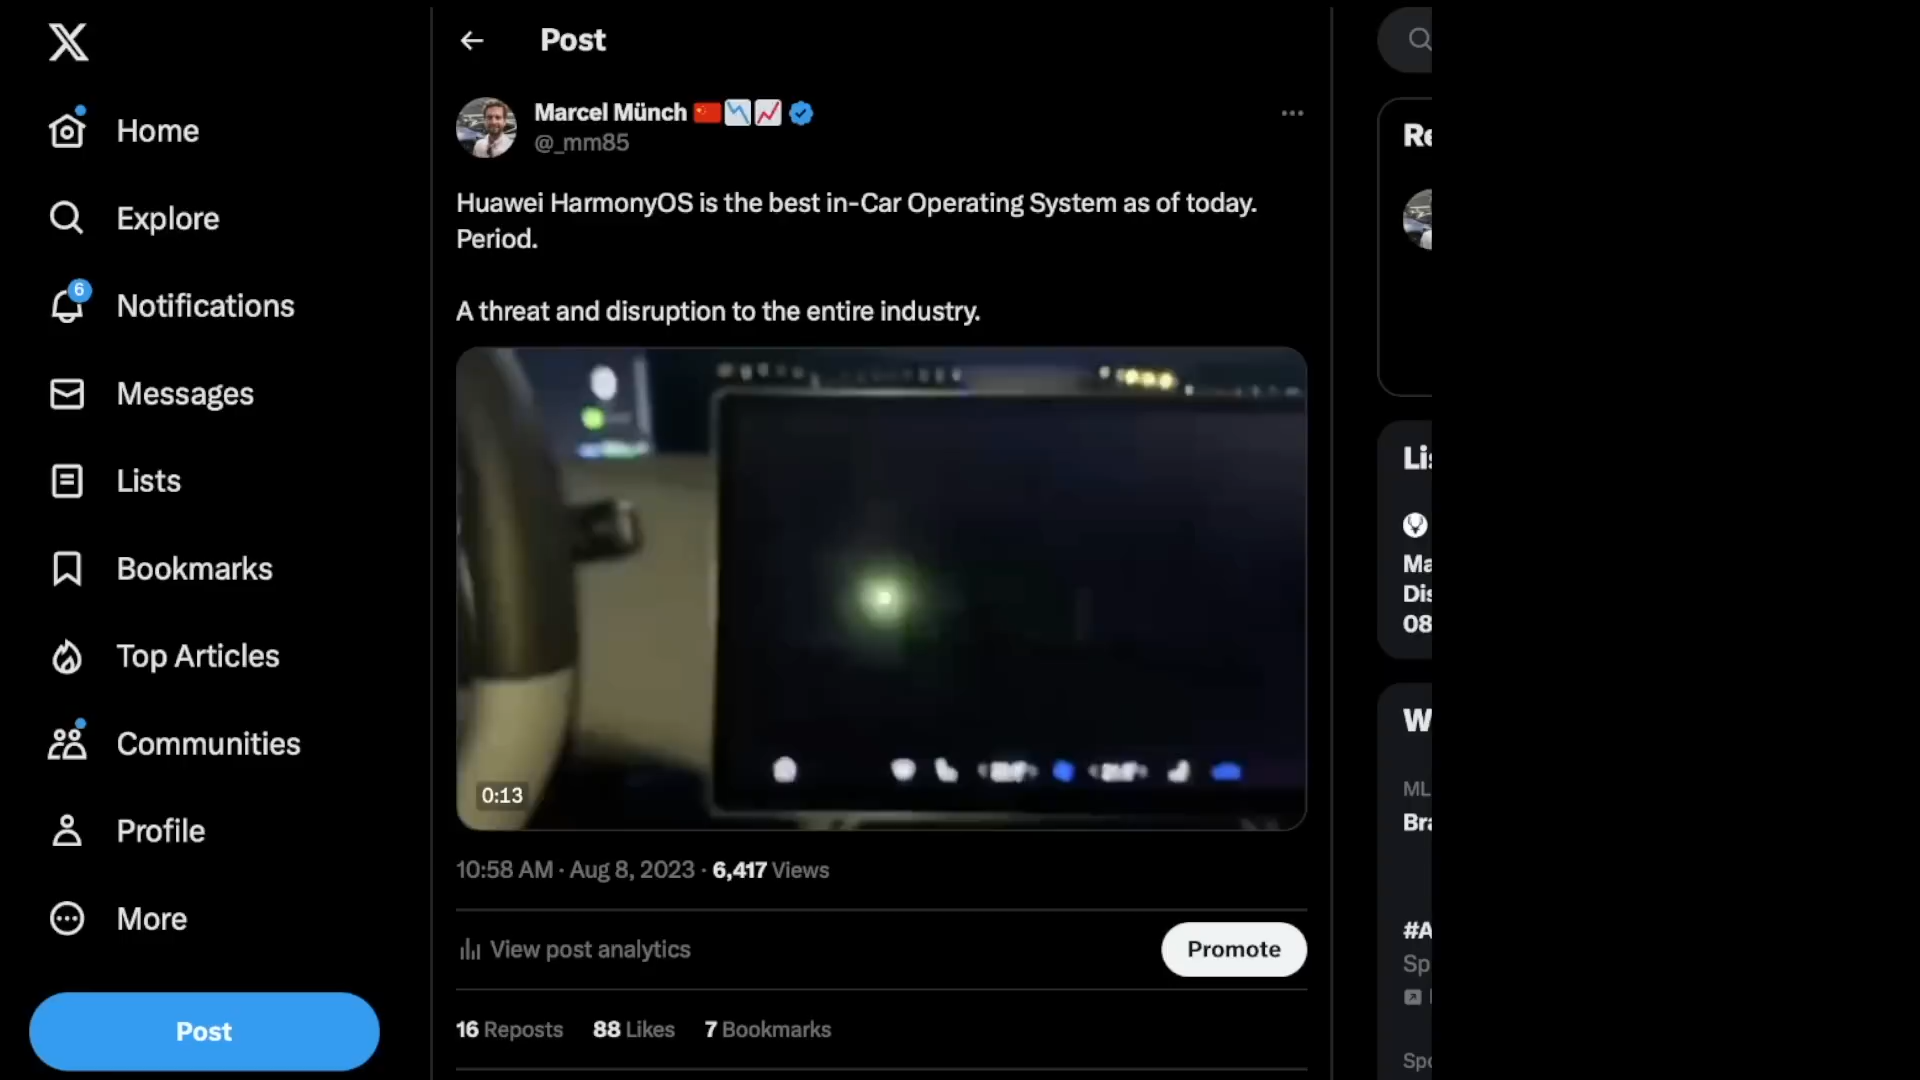 Home
Explore
6
Notifications
Messages
Lists
Bookmarks
Top Articles
Communities
Profile
More
Post
Post
Marcel Münch
@_mm85
Huawei HarmonyOS is the best in-Car Operating System as of today.
Period.
A threat and disruption to the entire industry.
0:13
10:58 AM · Aug 8, 2023 · 6,417 Views
View post analytics
Promote
16 Reposts 88 Likes 7 Bookmarks